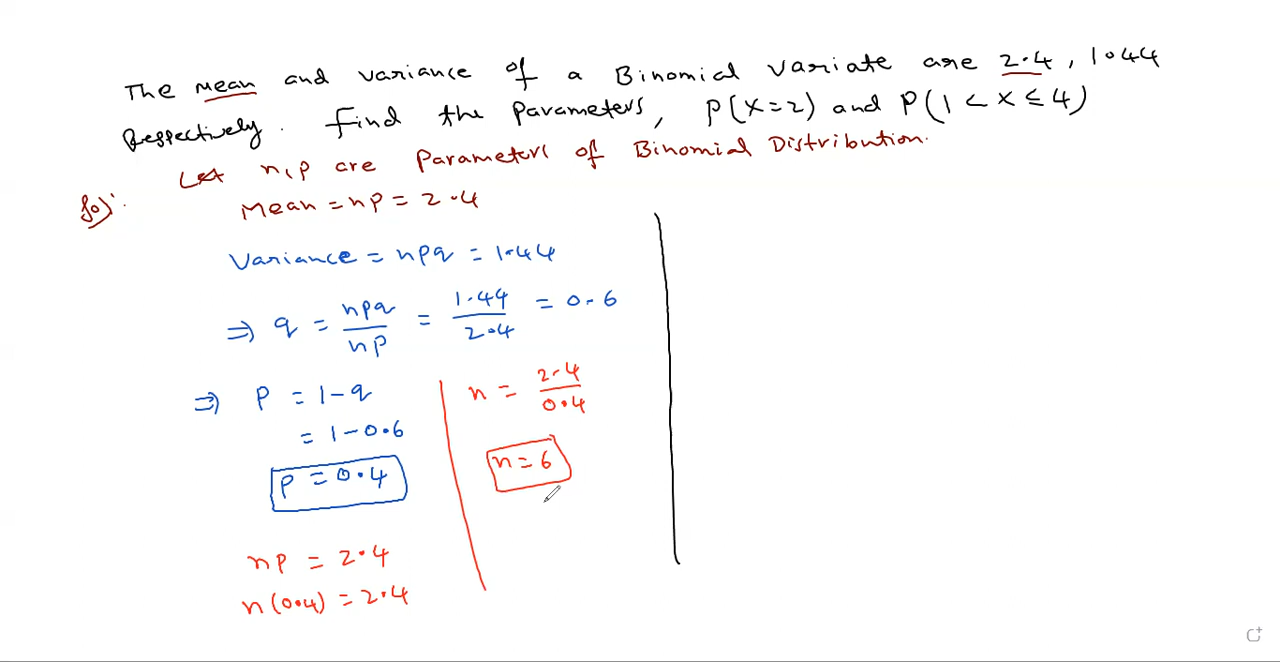 The mean and variance of a Binomial variate are 2.4, 1.44
Respectively. Find the Parameters, P(X=2) and P(1<X≤4)
Let n,p are Parameters of Binomial Distribution.
Sol:
Mean = np = 2.4
Variance = npq = 1.44
⇒ q = npq/np = 1.44/2.4 = 0.6
⇒ P = 1-q
= 1-0.6
P = 0.4
np = 2.4
n(0.4) = 2.4
n = 2.4/0.4
n = 6